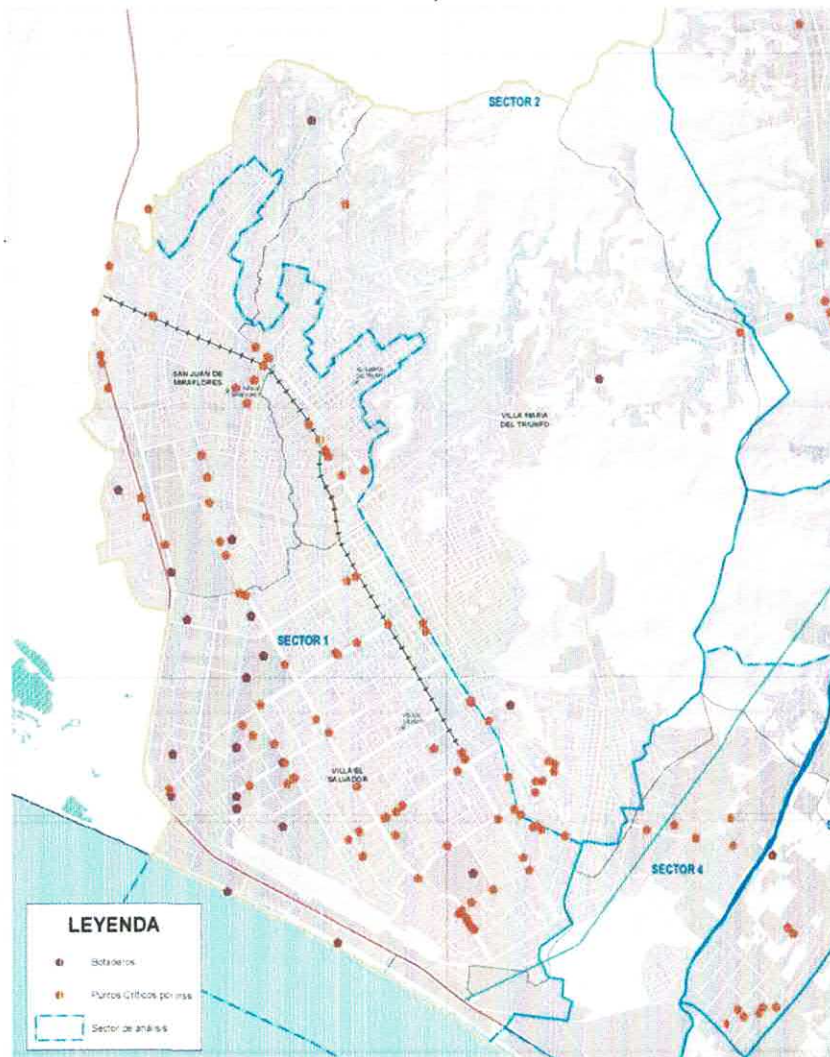 SECTOR 2
SAN JUAN DE
MIRAFLORES
VILLA MARIA
DEL TRIUNFO
SECTOR 1
VILLA EL
SALVADOR
SECTOR 4
LEYENDA
Botaderos
Puntos Críticos por rrss
Sector de análisis